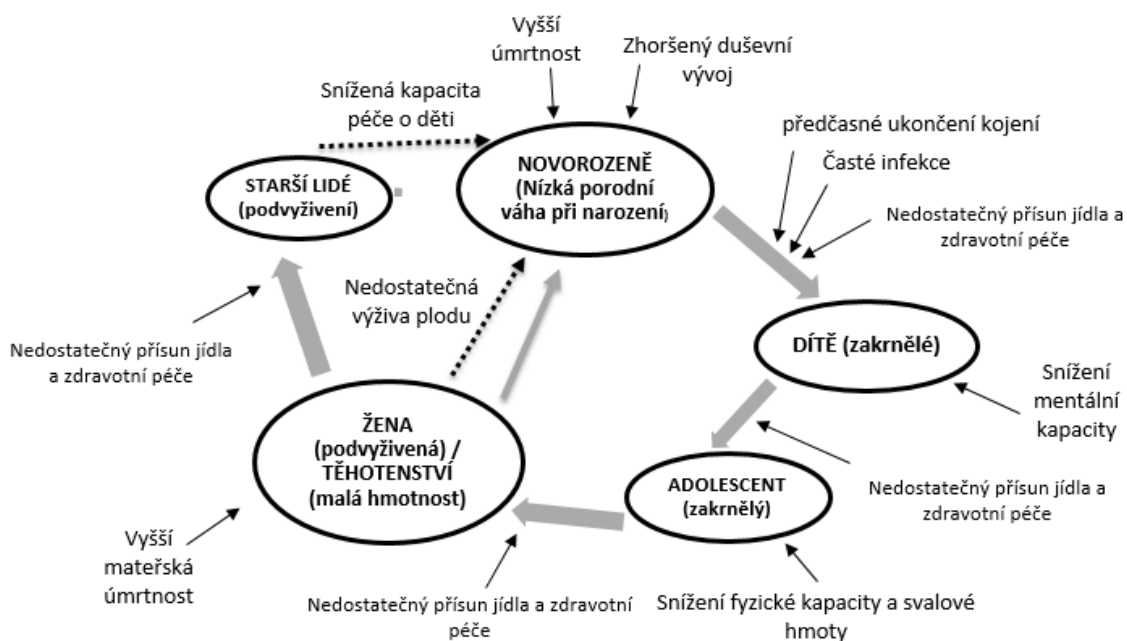 Vyšší
úmrtnost
Zhoršený duševní
vývoj
Snížená kapacita
péče o děti
předčasné ukončení kojení
Časté infekce
Nedostatečný přísun jídla
a zdravotní péče
NOVOROZENĚ
(Nízká porodní
váha při narození)
STARŠÍ LIDÉ
(podvyživení)
Nedostatečná
výživa plodu
Nedostatečný přísun jídla
a zdravotní péče
DÍTĚ (zakrnělé)
Snížení
mentální
kapacity
ŽENA
(podvyživená) /
TĚHOTENSTVÍ
(malá hmotnost)
ADOLESCENT
(zakrnělý)
Nedostatečný přísun jídla a
zdravotní péče
Vyšší
mateřská
úmrtnost
Nedostatečný přísun jídla a zdravotní
péče
Snížení fyzické kapacity a svalové
hmoty